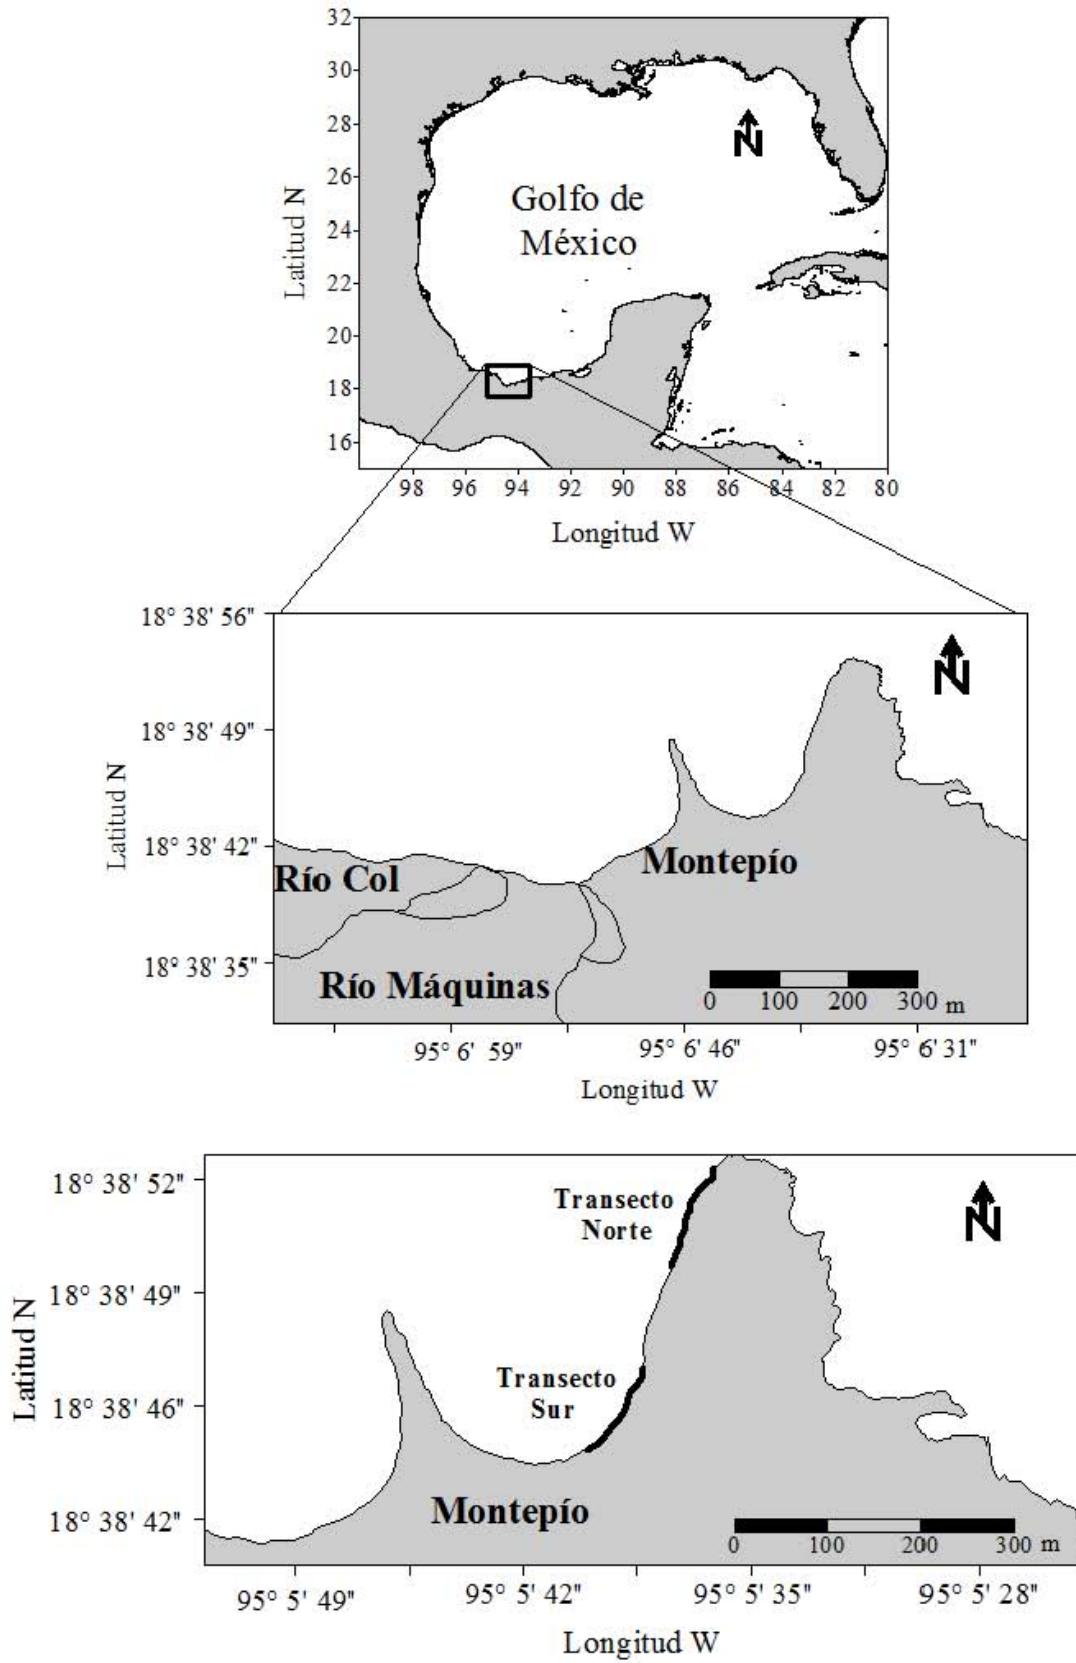 32
30
28
26
24
22
20
18
16
Latitud N
N
Golfo de
México
98 96 94 92 90 88 86 84 82 80
Longitud W
18° 38' 56"
18° 38' 49"
18° 38' 42"
18° 38' 35"
Latitud N
N
Río Col
Montepío
Río Máquinas
0 100 200 300 m
95° 6' 59" 95° 6' 46" 95° 6' 31"
Longitud W
18° 38' 52"
18° 38' 49"
18° 38' 46"
18° 38' 42"
Latitud N
Transecto
Norte
N
Transecto
Sur
Montepío
0 100 200 300 m
95° 5' 49" 95° 5' 42" 95° 5' 35" 95° 5' 28"
Longitud W